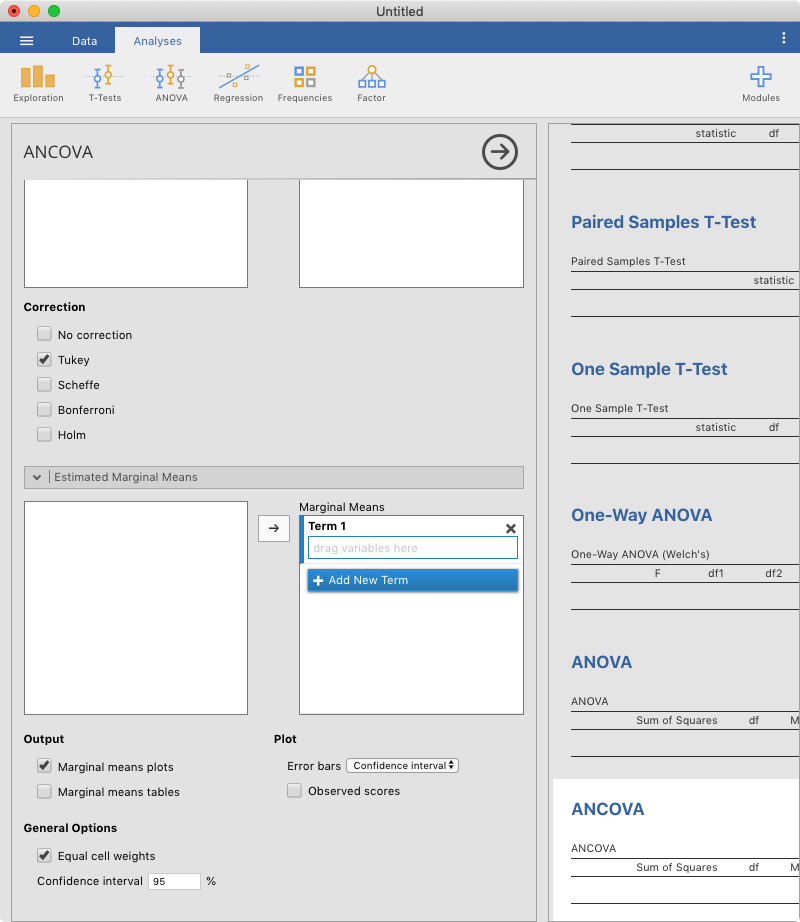 Untitled
Data
Analyses
Exploration
T-Tests
ANOVA
Regression
Frequencies
Factor
Modules
ANCOVA
Correction
No correction
Tukey
Scheffe
Bonferroni
Holm
Estimated Marginal Means
Marginal Means
Term 1
drag variables here
Add New Term
Output
Marginal means plots
Marginal means tables
Plot
Error bars Confidence interval
Observed scores
General Options
Equal cell weights
Confidence interval 95 %
statistic df
Paired Samples T-Test
Paired Samples T-Test
statistic
One Sample T-Test
One Sample T-Test
statistic df
One-Way ANOVA
One-Way ANOVA (Welch's)
F df1 df2
ANOVA
ANOVA
Sum of Squares df M
ANCOVA
ANCOVA
Sum of Squares df M